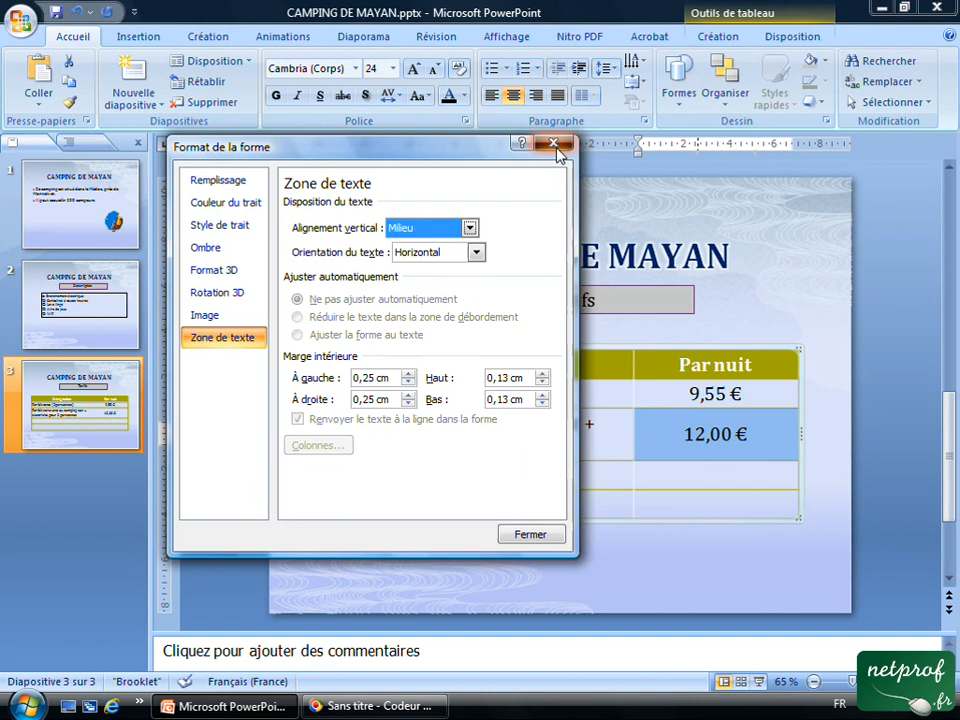 CAMPING DE MAYAN.pptx - Microsoft PowerPoint
Outils de tableau
Accueil
Insertion
Création
Animations
Diaporama
Révision
Affichage
Nitro PDF
Acrobat
Création
Disposition
Coller
Nouvelle
diapositive
Disposition
Rétablir
Supprimer
Cambria (Corps)
24
G I S abc S AV Aa A
Formes
Organiser
Styles
rapides
Rechercher
Remplacer
Sélectionner
Presse-papiers
Diapositives
Police
Paragraphe
Dessin
Modification
Format de la forme
Remplissage
Couleur du trait
Style de trait
Ombre
Format 3D
Rotation 3D
Image
Zone de texte
Zone de texte
Disposition du texte
Alignement vertical : Milieu
Orientation du texte : Horizontal
Ajuster automatiquement
Ne pas ajuster automatiquement
Réduire le texte dans la zone de débordement
Ajuster la forme au texte
Marge intérieure
À gauche : 0,25 cm Haut : 0,13 cm
À droite : 0,25 cm Bas : 0,13 cm
Renvoyer le texte à la ligne dans la forme
Colonnes...
Fermer
1
CAMPING DE MAYAN
2
CAMPING DE MAYAN
Description
3
CAMPING DE MAYAN
Tarifs
E MAYAN
fs
Par nuit
9,55 €
+
12,00 €
Cliquez pour ajouter des commentaires
Diapositive 3 sur 3
"Brooklet"
Français (France)
65 %
Microsoft PowerPoi...
Sans titre - Codeur ...
FR
netprof
.fr